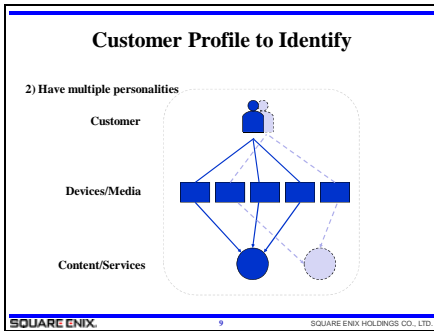 Customer Profile to Identify
2) Have multiple personalities
Customer
Devices/Media
Content/Services
SQUARE ENIX.
9
SQUARE ENIX HOLDINGS CO., LTD.